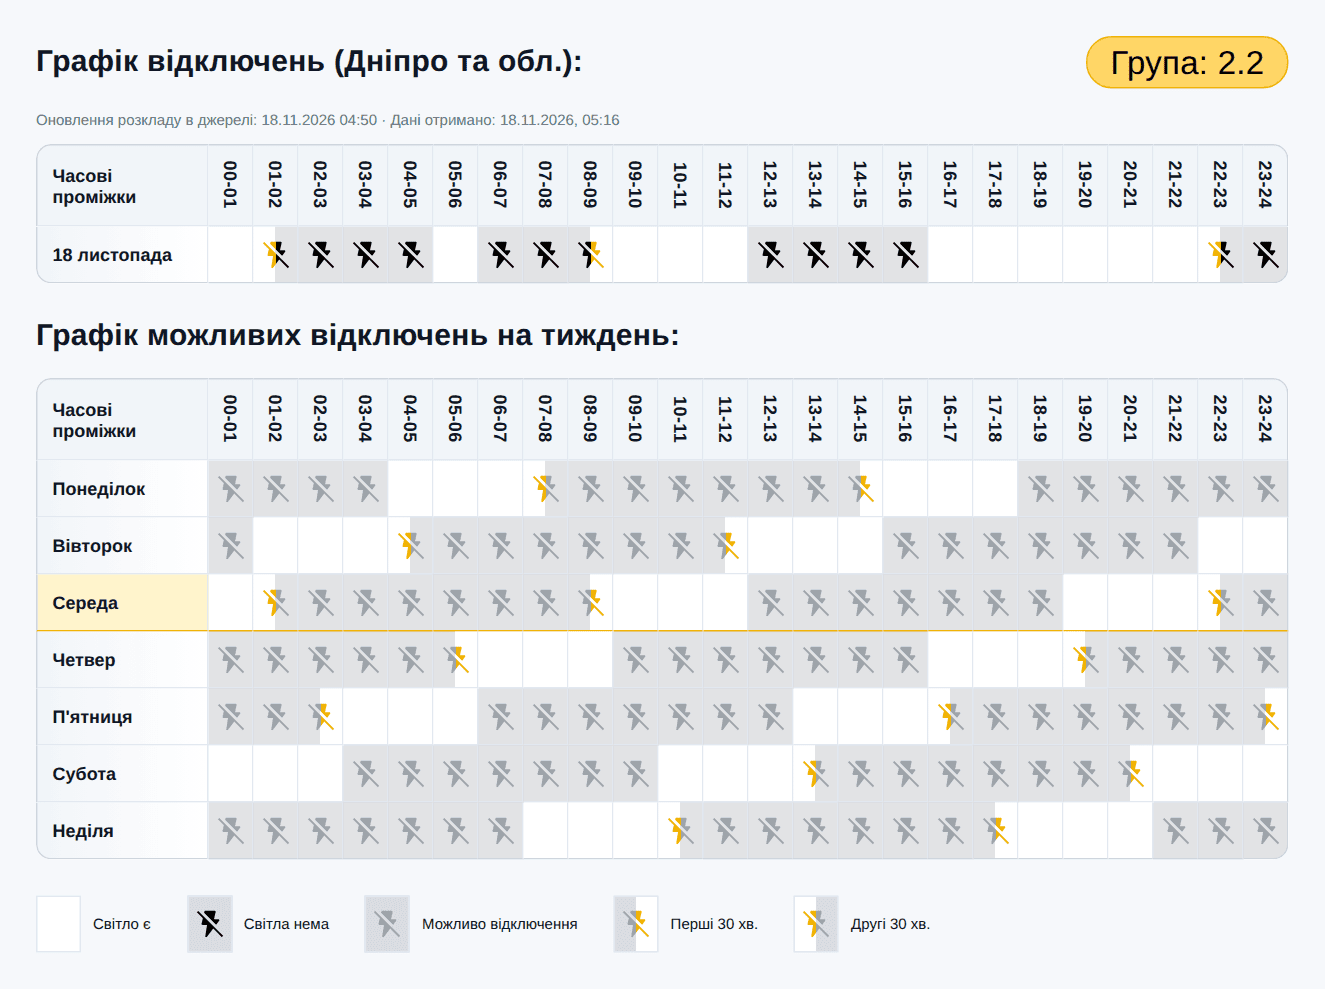 Графік відключень (Дніпро та обл.):
Група: 2.2
Оновлення розкладу в джерелі: 18.11.2026 04:50 · Дані отримано: 18.11.2026, 05:16
Часові проміжки 00-01 01-02 02-03 03-04 04-05 05-06 06-07 07-08 08-09 09-10 10-11 11-12 12-13 13-14 14-15 15-16 16-17 17-18 18-19 19-20 20-21 21-22 22-23 23-24
18 листопада
Графік можливих відключень на тиждень:
Часові проміжки 00-01 01-02 02-03 03-04 04-05 05-06 06-07 07-08 08-09 09-10 10-11 11-12 12-13 13-14 14-15 15-16 16-17 17-18 18-19 19-20 20-21 21-22 22-23 23-24
Понеділок
Вівторок
Середа
Четвер
П'ятниця
Субота
Неділя
Світло є Світла нема Можливо відключення Перші 30 хв. Другі 30 хв.